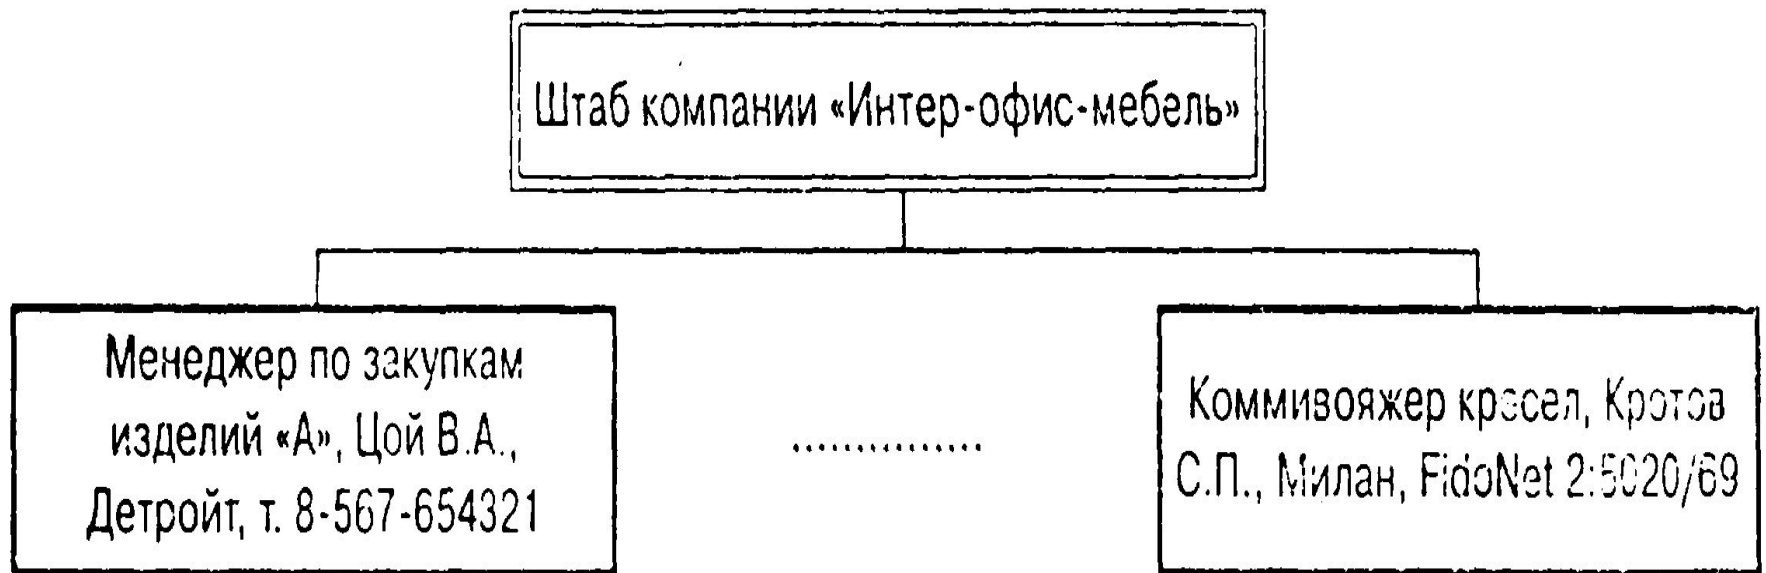 Штаб компании «Интер-офис-мебель»
Менеджер по закупкам
изделий «А», Цой В.А.,
Детройт, т. 8-567-654321
..............
Коммивояжер кресел, Кротов
С.П., Милан, FidoNet 2:5020/69